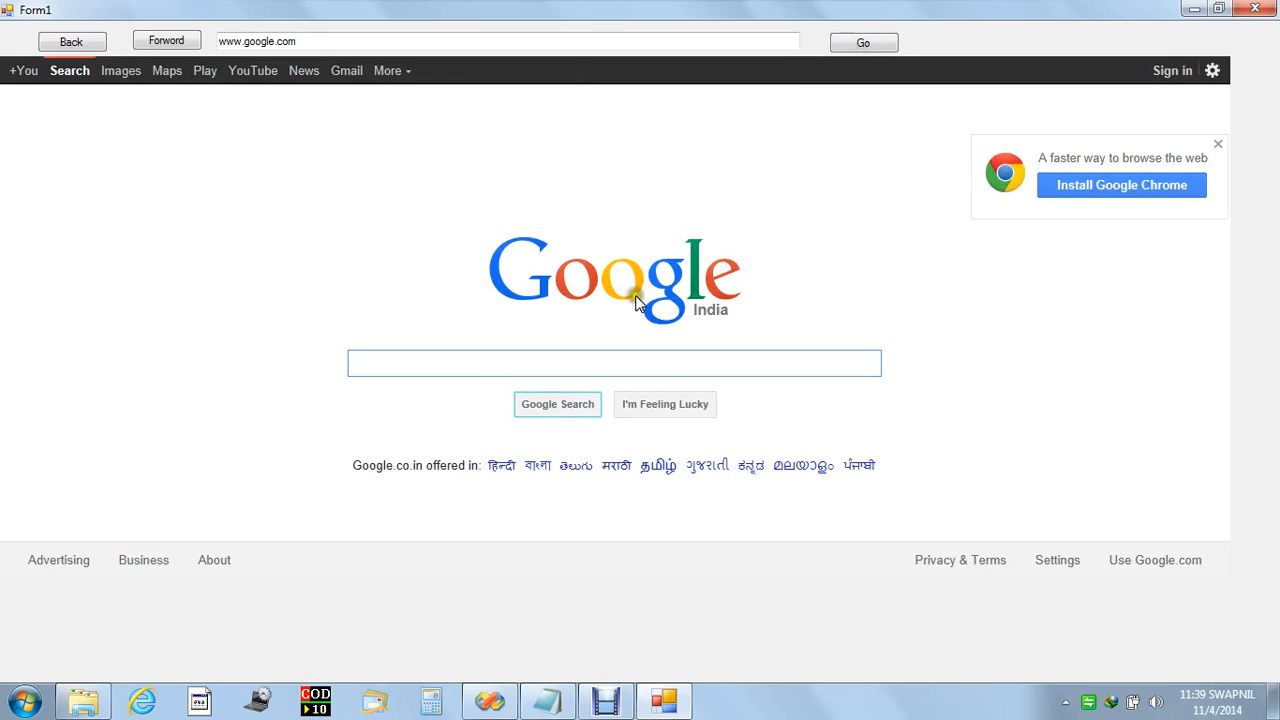 Form1
Back Forword www.google.com Go
+You Search Images Maps Play YouTube News Gmail More Sign in
A faster way to browse the web
Install Google Chrome
Google
India
Google Search I'm Feeling Lucky
Google.co.in offered in: हिन्दी বাংলা తెలుగు मराठी தமிழ் ગુજરાતી ಕನ್ನಡ മലയാളം ਪੰਜਾਬੀ
Advertising Business About Privacy & Terms Settings Use Google.com
COD
10
11:39 SWAPNIL
11/4/2014